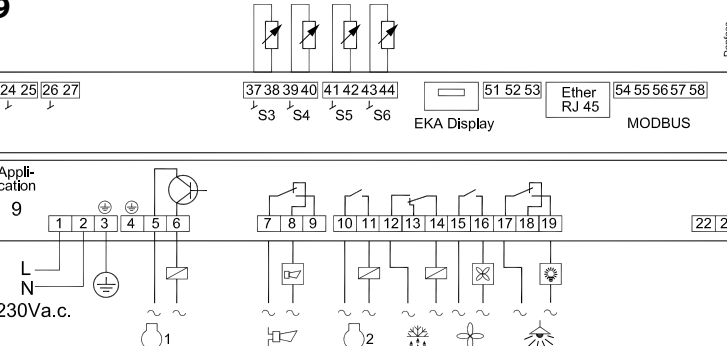 9
24 25 26 27 37 38 39 40 41 42 43 44 51 52 53 Ether 54 55 56 57 58
RJ 45
S3 S4 S5 S6
EKA Display MODBUS
Appli-
cation
9
1 2 3 4 5 6 7 8 9 10 11 12 13 14 15 16 17 18 19 22
L
N
230Va.c.
1 2